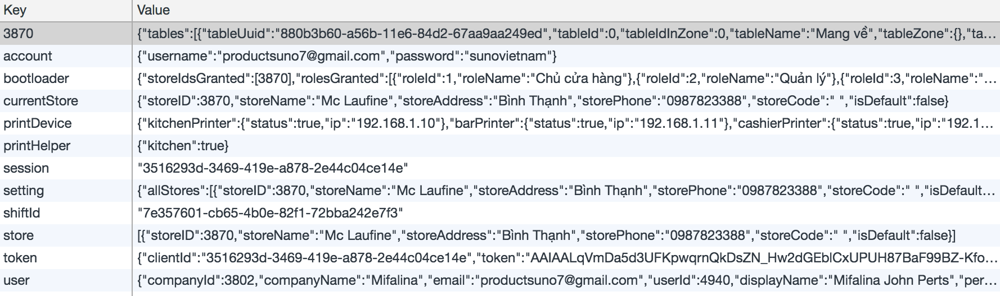 Key Value
3870 {"tables":[{"tableUuid":"880b3b60-a56b-11e6-84d2-67aa9aa249ed","tableId":0,"tableIdInZone":0,"tableName":"Mang về","tableZone":{},"ta...
account {"username":"productsuno7@gmail.com","password":"sunovietnam"}
bootloader {"storeIdsGranted":[3870],"rolesGranted":[{"roleId":1,"roleName":"Chủ cửa hàng"},{"roleId":2,"roleName":"Quản lý"},{"roleId":3,"roleName":"...
currentStore {"storeID":3870,"storeName":"Mc Laufine","storeAddress":"Bình Thạnh","storePhone":"0987823388","storeCode":" ","isDefault":false}
printDevice {"kitchenPrinter":{"status":true,"ip":"192.168.1.10"},"barPrinter":{"status":true,"ip":"192.168.1.11"},"cashierPrinter":{"status":true,"ip":"192.1...
printHelper {"kitchen":true}
session "3516293d-3469-419e-a878-2e44c04ce14e"
setting {"allStores":[{"storeID":3870,"storeName":"Mc Laufine","storeAddress":"Bình Thạnh","storePhone":"0987823388","storeCode":" ","isDefault...
shiftId "7e357601-cb65-4b0e-82f1-72bba242e7f3"
store [{"storeID":3870,"storeName":"Mc Laufine","storeAddress":"Bình Thạnh","storePhone":"0987823388","storeCode":" ","isDefault":false}]
token {"clientId":"3516293d-3469-419e-a878-2e44c04ce14e","token":"AAIAALqVmDa5d3UFKpwqrnQkDsZN_Hw2dGEblCxUPUH87BaF99BZ-Kfo...
user {"companyId":3802,"companyName":"Mifalina","email":"productsuno7@gmail.com","userId":4940,"displayName":"Mifalina John Perts","per...